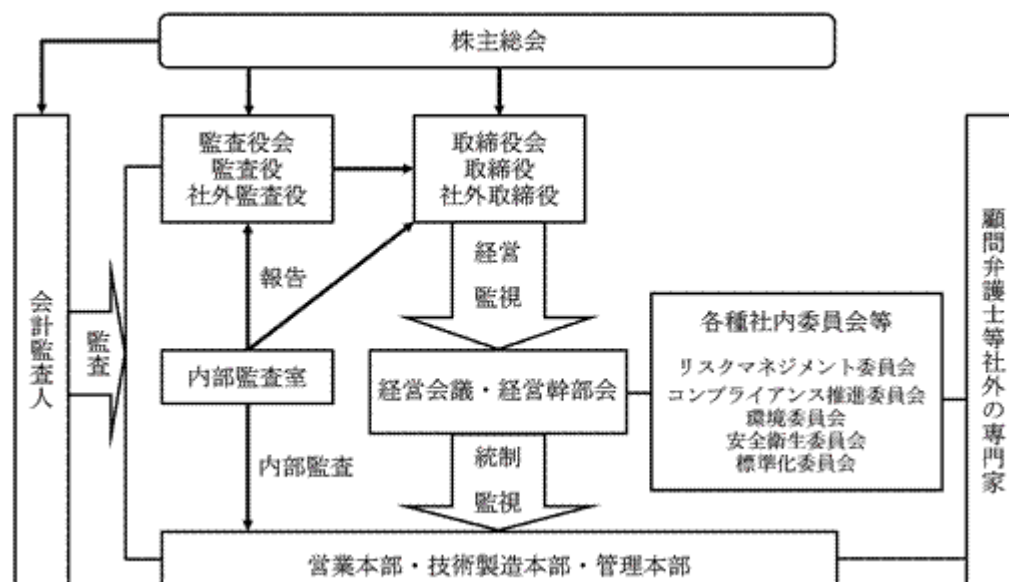 株主総会
監査役会
監査役
社外監査役
取締役会
取締役
社外取締役
会計監査人
監査
報告
経営
監視
内部監査室
経営会議・経営幹部会
各種社内委員会等
リスクマネジメント委員会
コンプライアンス推進委員会
環境委員会
安全衛生委員会
標準化委員会
顧問弁護士等社外の専門家
内部監査
統制
監視
営業本部・技術製造本部・管理本部